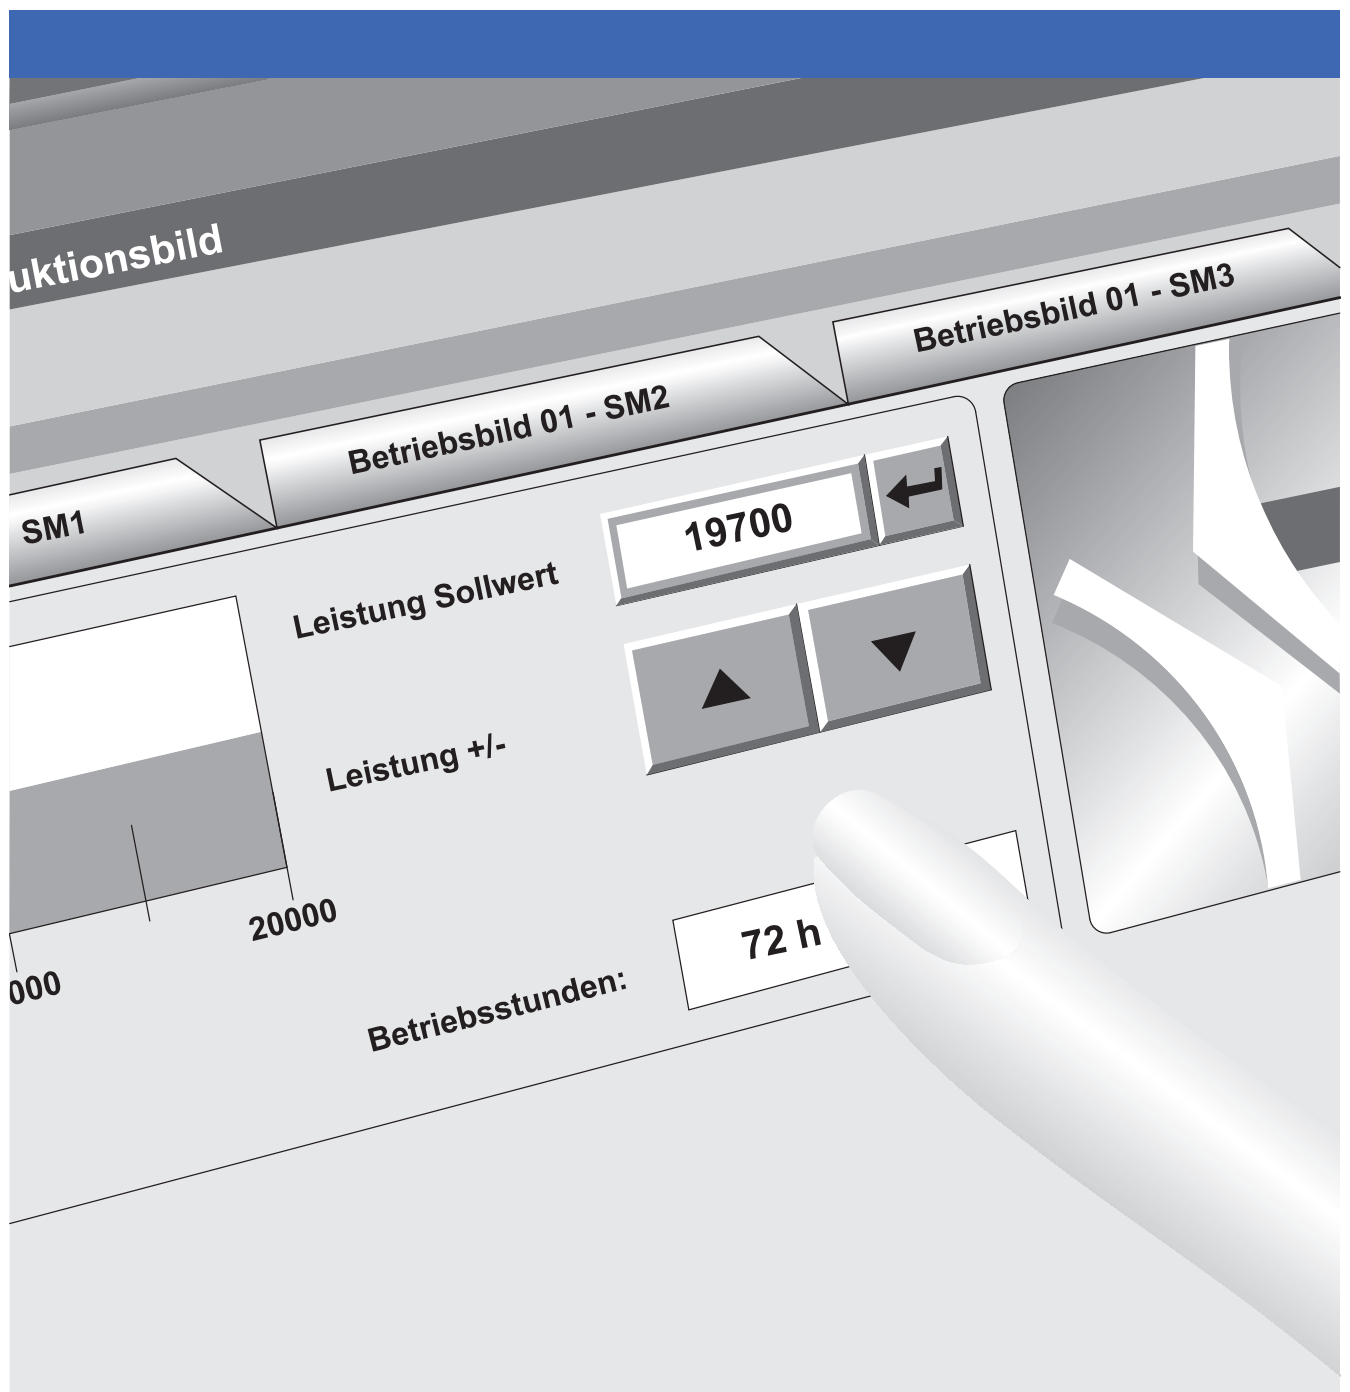 uktionsbild
SM1
Betriebsbild 01 - SM2
Betriebsbild 01 - SM3
Leistung Sollwert
19700
Leistung +/-
20000
000
Betriebsstunden:
72 h